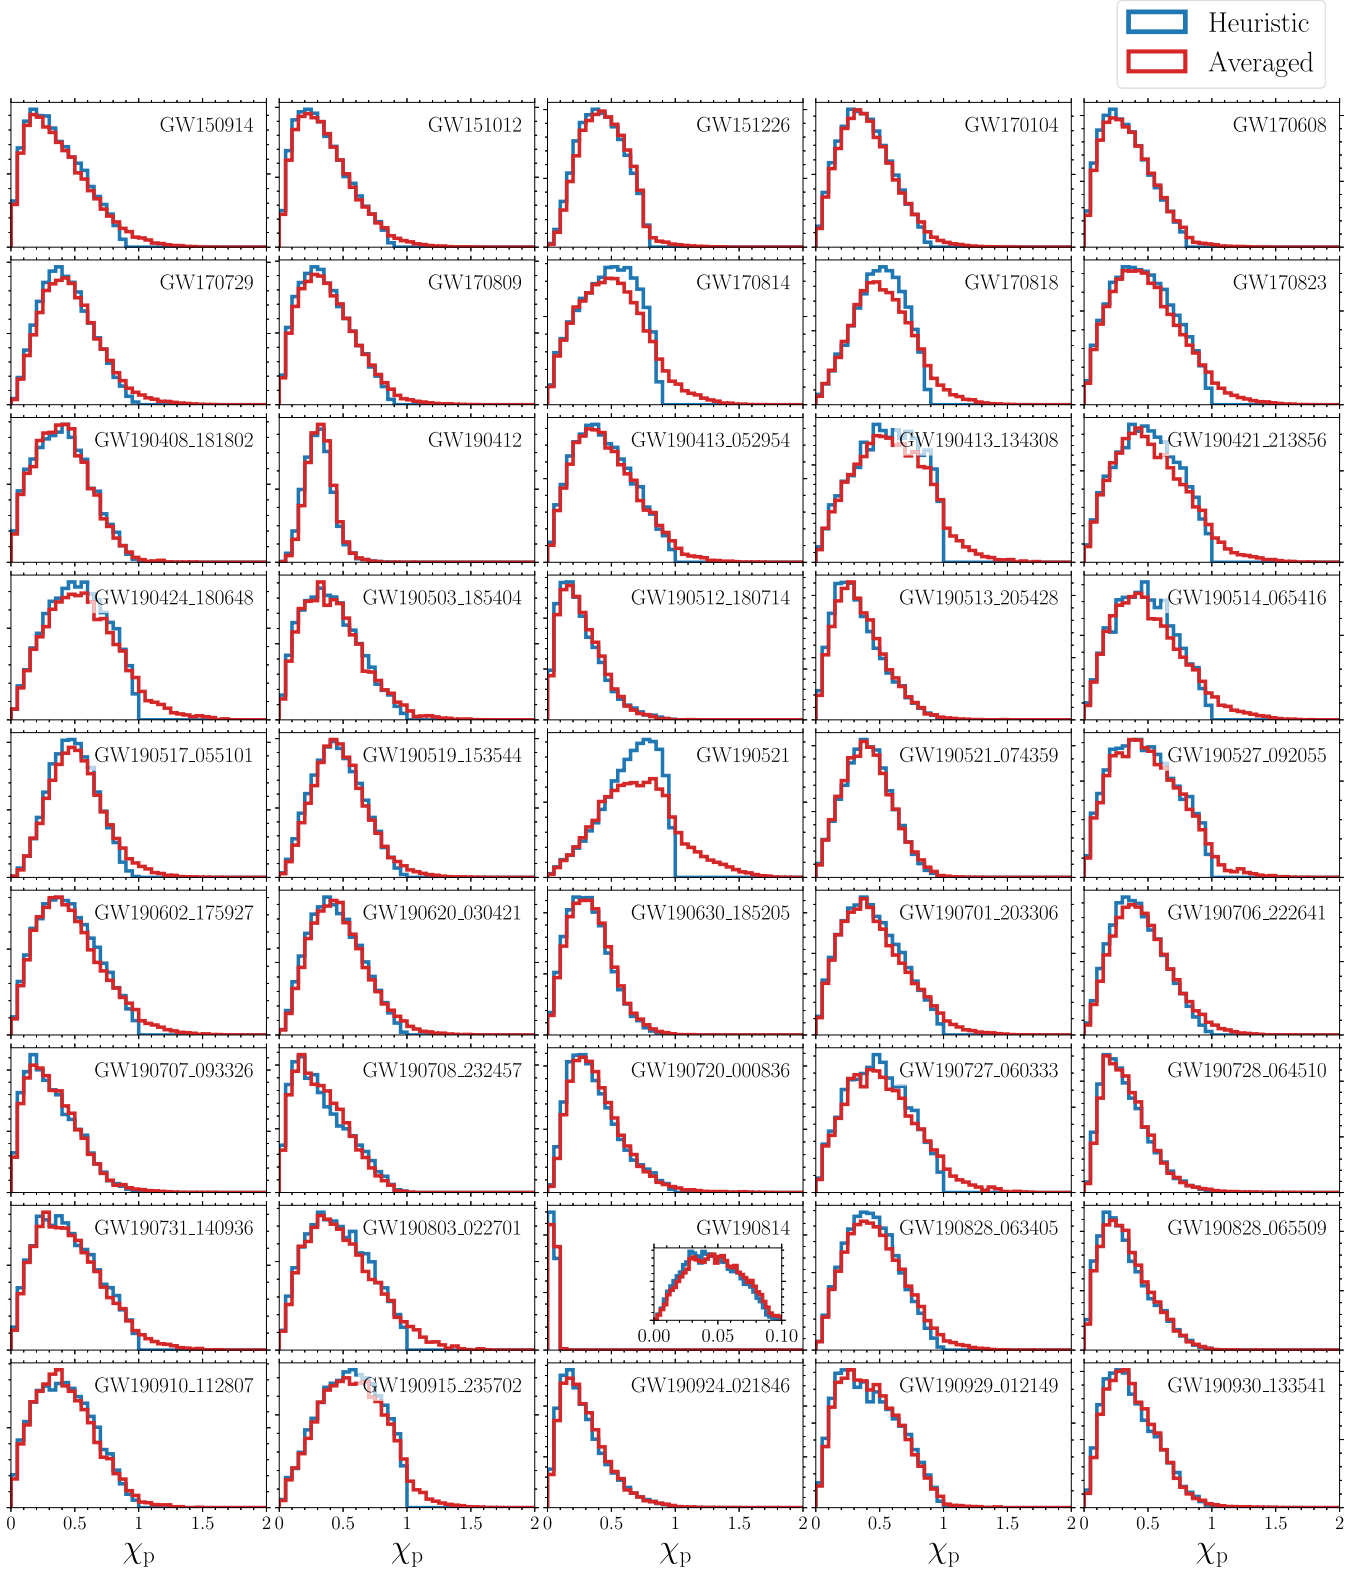 Heuristic
Averaged
GW150914 GW151012 GW151226 GW170104 GW170608
GW170729 GW170809 GW170814 GW170818 GW170823
GW190408_181802 GW190412 GW190413_052954 GW190413_134308 GW190421_213856
GW190424_180648 GW190503_185404 GW190512_180714 GW190513_205428 GW190514_065416
GW190517_055101 GW190519_153544 GW190521 GW190521_074359 GW190527_092055
GW190602_175927 GW190620_030421 GW190630_185205 GW190701_203306 GW190706_222641
GW190707_093326 GW190708_232457 GW190720_000836 GW190727_060333 GW190728_064510
GW190731_140936 GW190803_022701 GW190814 GW190828_063405 GW190828_065509
0.00 0.05 0.10
GW190910_112807 GW190915_235702 GW190924_021846 GW190929_012149 GW190930_133541
0 0.5 1 1.5 2 0.5 1 1.5 2 0.5 1 1.5 2 0.5 1 1.5 2 0 0.5 1 1.5 2
χp χp χp χp χp